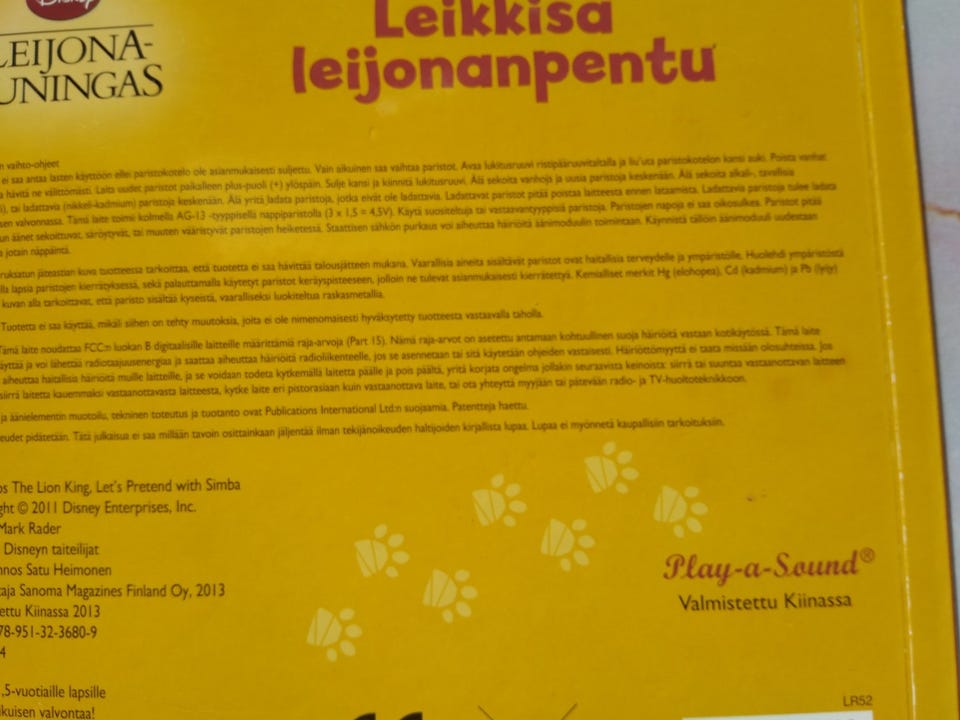 Disney
LEIJONA-
UNINGAS
Leikkisä
leijonanpentu
n vaihto-ohjeet
ei saa antaa lasten käyttöön ellei paristokotelo ole asianmukaisesti suljettu. Vain aikuinen saa vaihtaa paristot. Avaa lukitusruuvi ristipääruuvitaltalla ja liu'uta paristokotelon kansi auki. Poista vanhat
a hävitä ne välittömästi. Laita uudet paristot paikalleen plus-puoli (+) ylöspäin. Sulje kansi ja kiinnitä lukitusruuvi. Älä sekoita vanhoja ja uusia paristoja keskenään. Älä sekoita alkali-, tavallisia
), tai ladattavia (nikkeli-kadmium) paristoja keskenään. Älä yritä ladata paristoja, jotka eivät ole ladattavia. Ladattavat paristot pitää poistaa laitteesta ennen lataamista. Ladattavia paristoja tulee ladata
sen valvonnassa. Tämä laite toimii kolmella AG-13 -tyyppisellä nappiparistolla (3 x 1,5 = 4,5V). Käytä suositeltuja tai vastaavantyyppisiä paristoja. Paristojen napoja ei saa oikosulkea. Paristot pitää
un äänet sekoittuvat, säröytyvät, tai muuten vääristyvät paristojen heiketessä. Staattisen sähkön purkaus voi aiheuttaa häiriöitä äänimoduulin toimintaan. Käynnistä tällöin äänimoduuli uudestaan
a jotain näppäintä.
ruksatun jäteastian kuva tuotteessa tarkoittaa, että tuotetta ei saa hävittää talousjätteen mukana. Vaarallisia aineita sisältävät paristot ovat haitallisia terveydelle ja ympäristölle. Huolehdi ympäristöstä
lla lapsia paristojen kierrätyksessä, sekä palauttamalla käytetyt paristot keräyspisteeseen, jolloin ne tulevat asianmukaisesti kierrätettyä. Kemialliset merkit Hg (elohopea), Cd (kadmium) ja Pb (lyijy)
kuvan alla tarkoittavat, että paristo sisältää kyseistä, vaaralliseksi luokiteltua raskasmetallia.
Tuotetta ei saa käyttää, mikäli siihen on tehty muutoksia, joita ei ole nimenomaisesti hyväksytetty tuotteesta vastaavalla taholla.
Tämä laite noudattaa FCC:n luokan B digitaalisille laitteille määrittämiä raja-arvoja (Part 15). Nämä raja-arvot on asetettu antamaan kohtuullinen suoja häiriöitä vastaan kotikäytössä. Tämä laite
äyttää ja voi lähettää radiotaajuusenergiaa ja saattaa aiheuttaa häiriöitä radioliikenteelle, jos se asennetaan tai sitä käytetään ohjeiden vastaisesti. Häiriöttömyyttä ei taata missään olosuhteissa. Jos
aiheuttaa haitallisia häiriöitä muille laitteille, ja se voidaan todeta kytkemällä laitetta päälle ja pois päältä, yritä korjata ongelma jollakin seuraavista keinoista: siirrä tai suuntaa vastaanottavan laitteen
siirrä laitetta kauemmaksi vastaanottavasta laitteesta, kytke laite eri pistorasiaan kuin vastaanottava laite, tai ota yhteyttä myyjään tai pätevään radio- ja TV-huoltoteknikkoon.
ja äänielementin muotoilu, tekninen toteutus ja tuotanto ovat Publications International Ltd:n suojaamia. Patentteja haettu.
eudet pidätetään. Tätä julkaisua ei saa millään tavoin osittainkaan jäljentää ilman tekijänoikeuden haltijoiden kirjallista lupaa. Lupaa ei myönnetä kaupallisiin tarkoituksiin.
os The Lion King, Let's Pretend with Simba
ght © 2011 Disney Enterprises, Inc.
Mark Rader
Disneyn taiteilijat
nnos Satu Heimonen
taja Sanoma Magazines Finland Oy, 2013
ettu Kiinassa 2013
78-951-32-3680-9
4
,5-vuotiaille lapsille
kuisen valvontaa!
Play-a-Sound®
Valmistettu Kiinassa
LR52